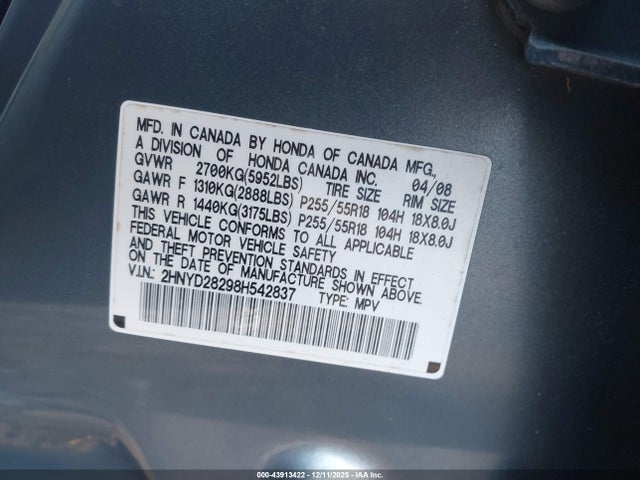 MFD. IN CANADA BY HONDA OF CANADA MFG.,
A DIVISION OF HONDA CANADA INC. 04/08
GVWR 2700KG(5952LBS) TIRE SIZE RIM SIZE
GAWR F 1310KG(2888LBS) P255/55R18 104H 18X8.0J
GAWR R 1440KG(3175LBS) P255/55R18 104H 18X8.0J
THIS VEHICLE CONFORMS TO ALL APPLICABLE
FEDERAL MOTOR VEHICLE SAFETY
AND THEFT PREVENTION STANDARDS IN EFFECT
ON THE DATE OF MANUFACTURE SHOWN ABOVE.
V.I.N.: 2HNYD28298H542837 TYPE: MPV
000-43913422 - 12/11/2025 - IAA Inc.